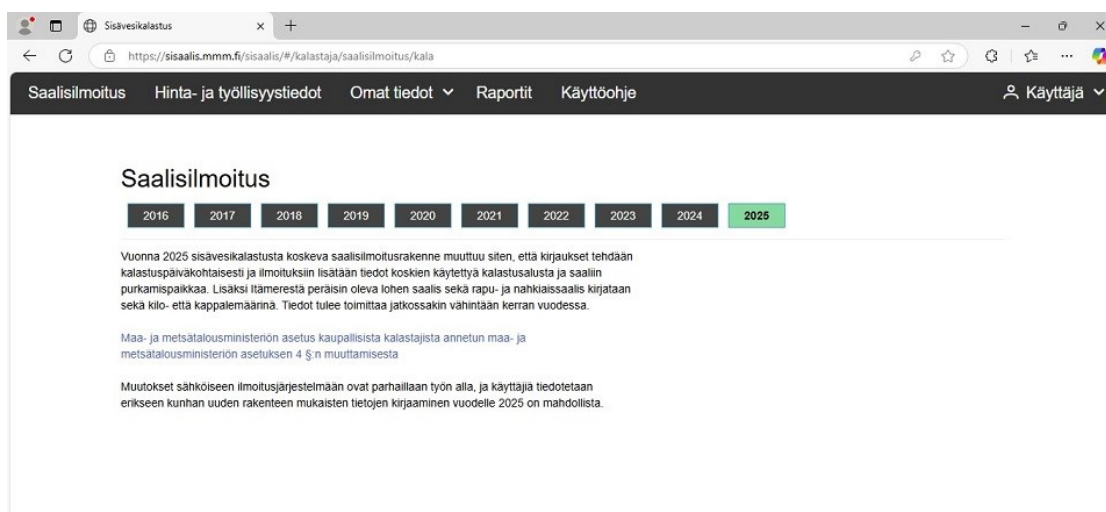 Sisävesikalastus
https://sisaalis.mmm.fi/sisaalis/#/kalastaja/saalisilmoitus/kala
Saalisilmoitus Hinta- ja työllisyystiedot Omat tiedot Raportit Käyttöohje Käyttäjä
Saalisilmoitus
2016 2017 2018 2019 2020 2021 2022 2023 2024 2025
Vuonna 2025 sisävesikalastusta koskeva saalisilmoitusrakenne muuttuu siten, että kirjaukset tehdään
kalastuspäiväkohtaisesti ja ilmoituksiin lisätään tiedot koskien käytettyä kalastusalusta ja saaliin
purkamispaikkaa. Lisäksi Itämerestä peräisin oleva lohen saalis sekä rapu- ja nahkiaissaalis kirjataan
sekä kilo- että kappalemäärinä. Tiedot tulee toimittaa jatkossakin vähintään kerran vuodessa.
Maa- ja metsätalousministeriön asetus kaupallisista kalastajista annetun maa- ja
metsätalousministeriön asetuksen 4 §:n muuttamisesta
Muutokset sähköiseen ilmoitusjärjestelmään ovat parhaillaan työn alla, ja käyttäjiä tiedotetaan
erikseen kunhan uuden rakenteen mukaisten tietojen kirjaaminen vuodelle 2025 on mahdollista.